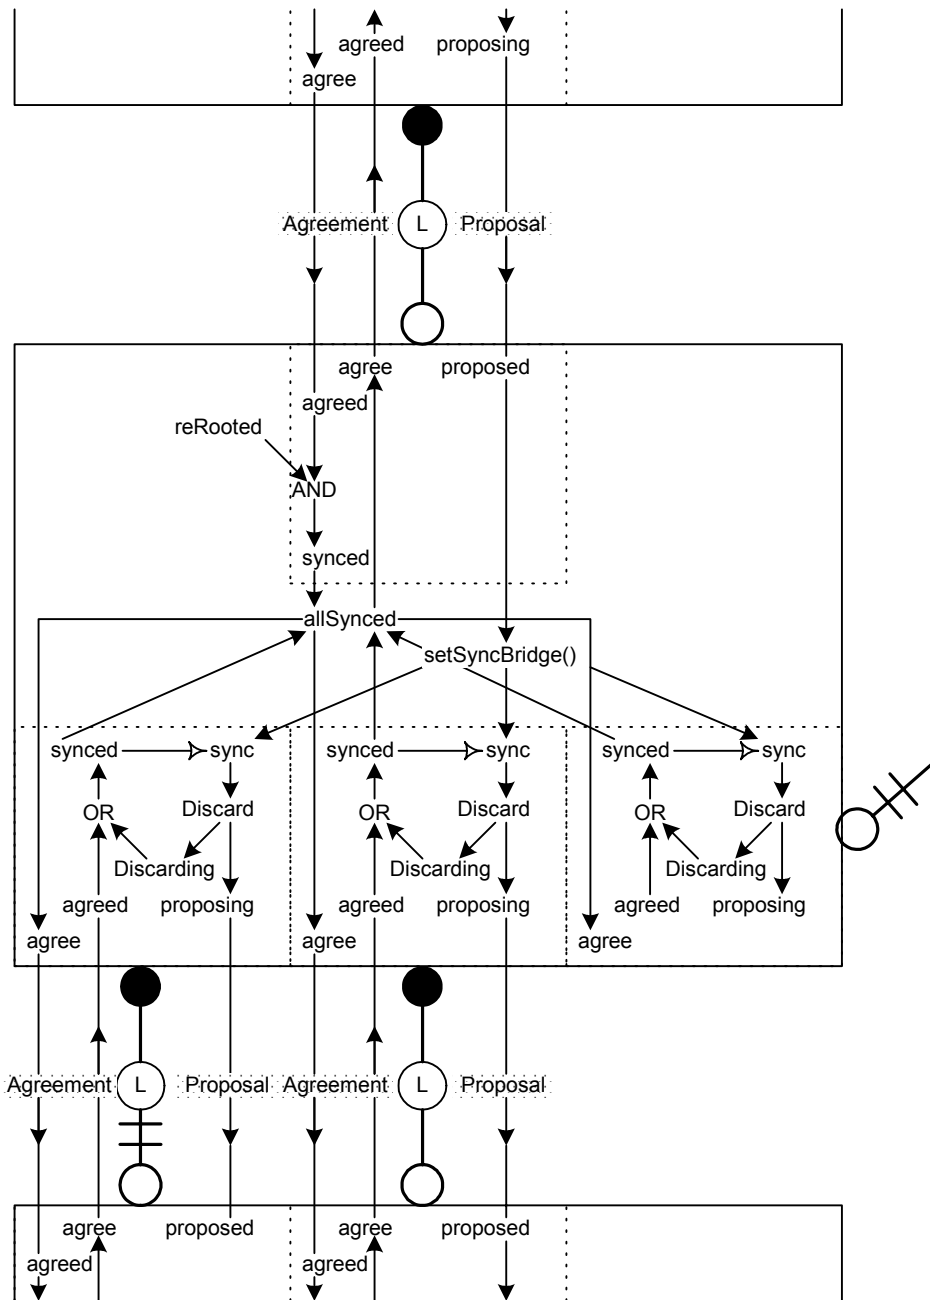 agreed proposing
agree
Agreement L Proposal
agree proposed
agreed
reRooted
AND
synced
allSynced
setSyncBridge()
synced sync synced sync synced sync
OR Discard OR Discard OR Discard
Discarding Discarding Discarding
agreed proposing agreed proposing agreed proposing
agree agree agree
Agreement L Proposal Agreement L Proposal
agree proposed agree proposed
agreed agreed